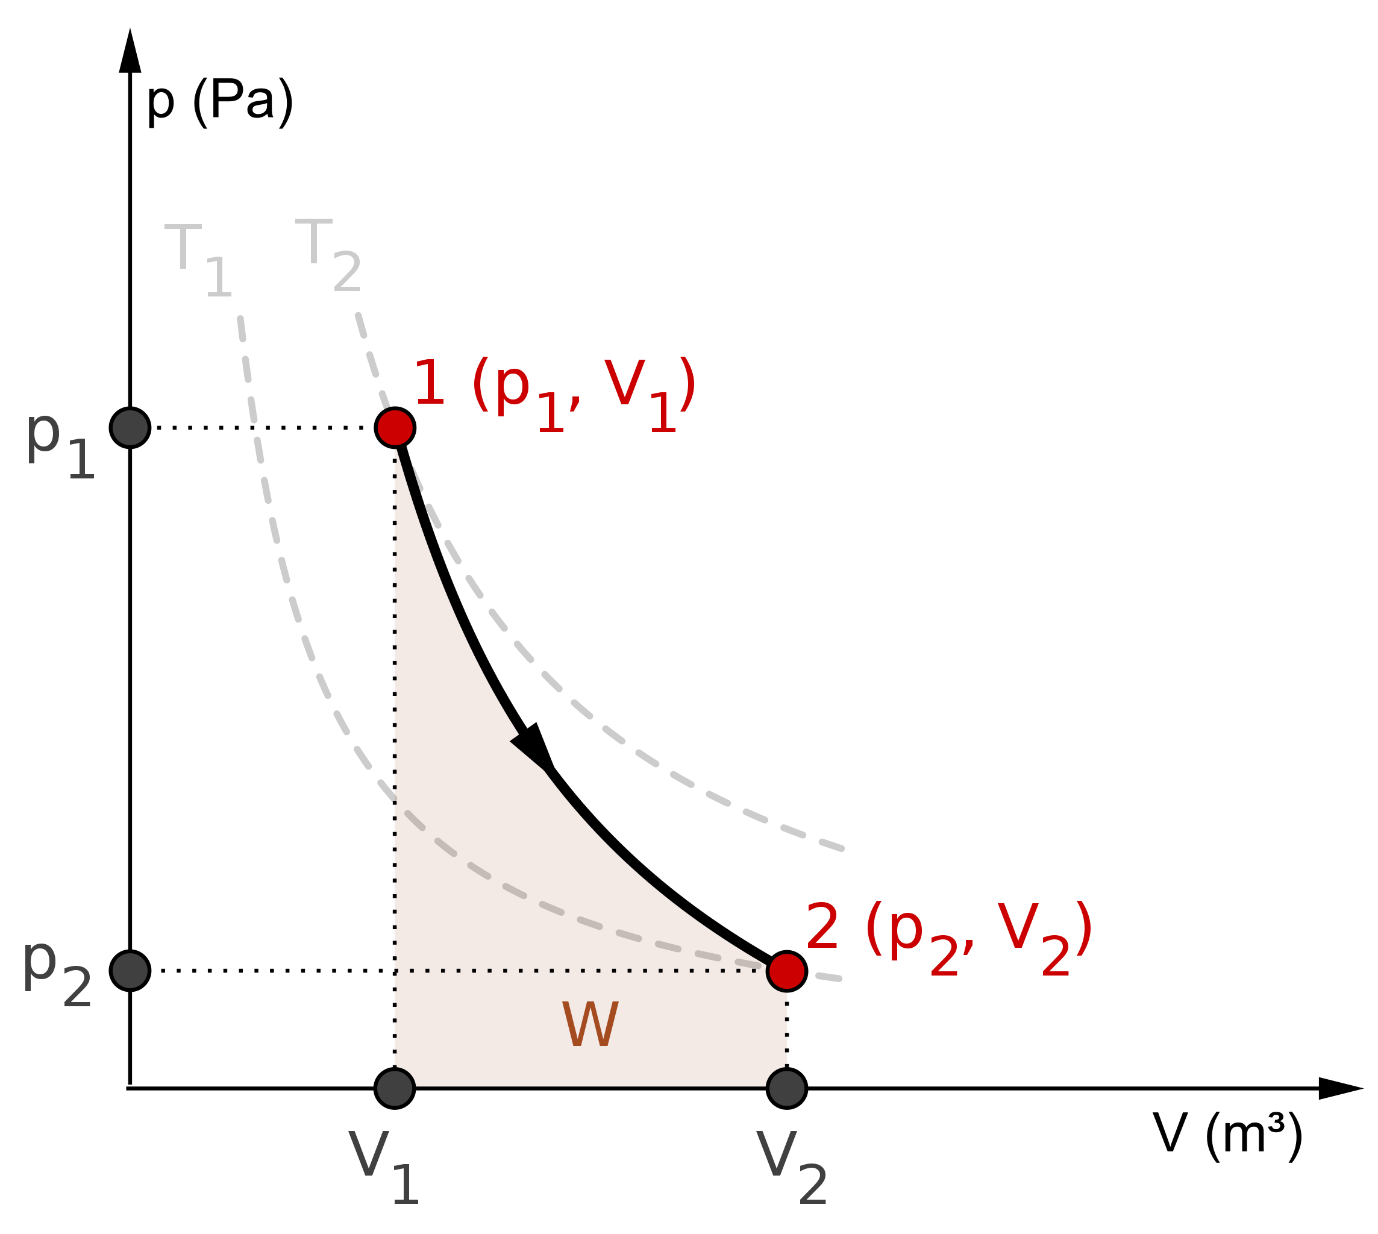 p (Pa)
T₁
T₂
1 (p₁, V₁)
p₁
2 (p₂, V₂)
p₂
W
V (m³)
V₁
V₂